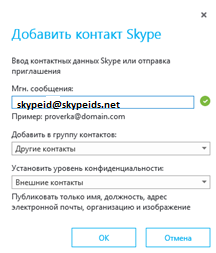 Добавить контакт Skype
Ввод контактных данных Skype или отправка
приглашения
Мгн. сообщения:
skypeid@skypeids.net
Пример: proverka@domain.com
Добавить в группу контактов:
Другие контакты
Установить уровень конфиденциальности:
Внешние контакты
Публиковать только имя, должность, адрес
электронной почты, организацию и изображение
ОК Отмена